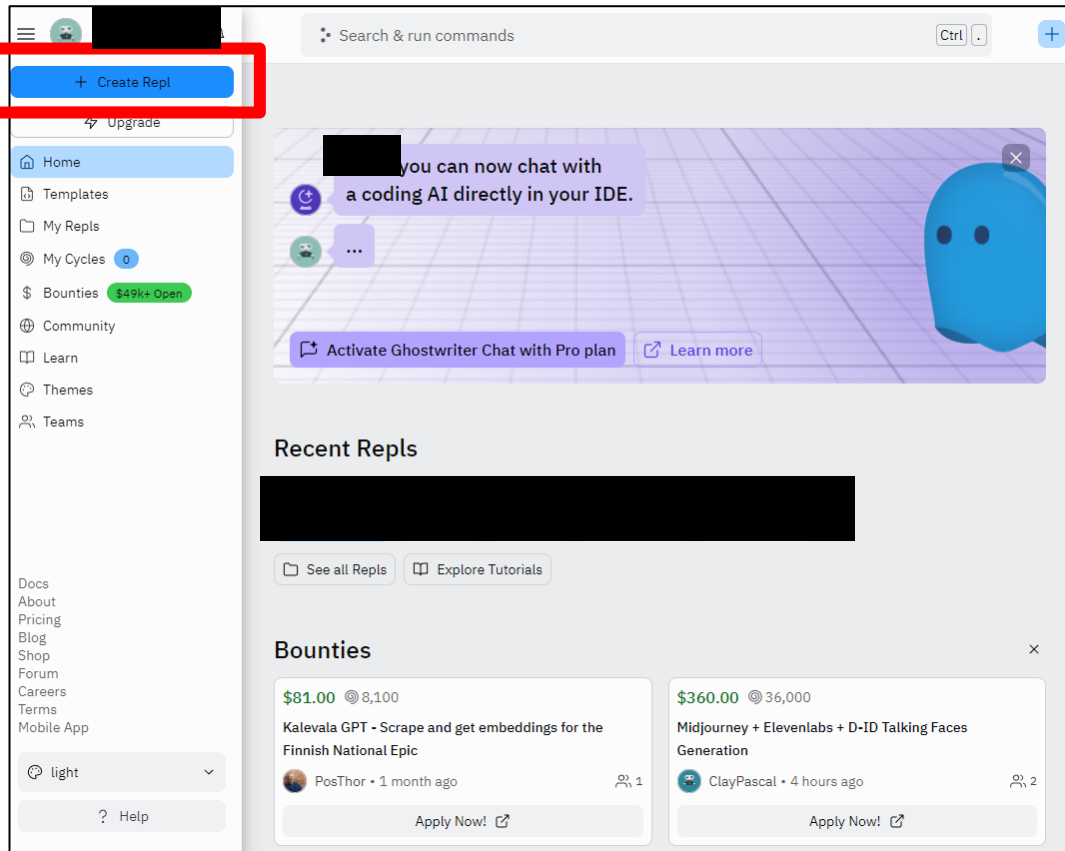 Search & run commands
Ctrl .
+ Create Repl
Upgrade
Home
Templates
My Repls
My Cycles 0
$ Bounties $49k+ Open
Community
Learn
Themes
Teams
Docs
About
Pricing
Blog
Shop
Forum
Careers
Terms
Mobile App
light
? Help
you can now chat with
a coding AI directly in your IDE.
...
Activate Ghostwriter Chat with Pro plan
Learn more
Recent Repls
See all Repls
Explore Tutorials
Bounties
$81.00 8,100
Kalevala GPT - Scrape and get embeddings for the
Finnish National Epic
PosThor • 1 month ago 1
Apply Now!
$360.00 36,000
Midjourney + Elevenlabs + D-ID Talking Faces
Generation
ClayPascal • 4 hours ago 2
Apply Now!